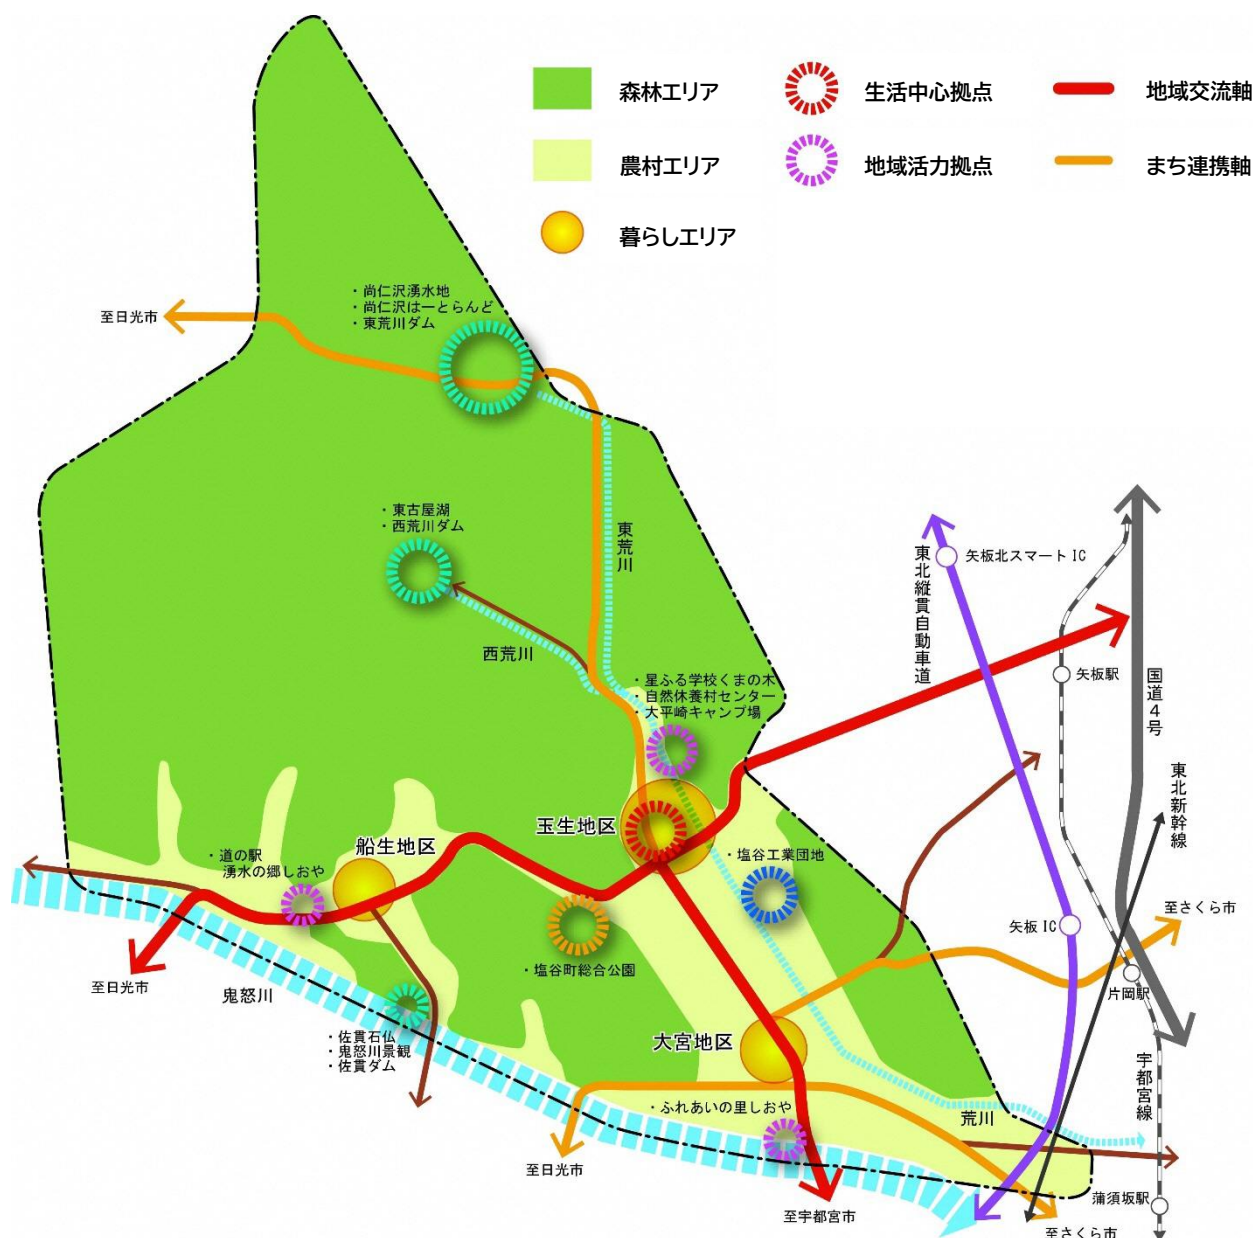 森林エリア
生活中心拠点
地域交流軸
農村エリア
地域活力拠点
まち連携軸
暮らしエリア
・尚仁沢湧水地
・尚仁沢はーとらんど
・東荒川ダム
至日光市
・東古屋湖
・西荒川ダム
東荒川
西荒川
東北縦貫自動車道
矢板北スマートIC
矢板駅
国道4号
東北新幹線
・星ふる学校くまの木
・自然休養村センター
・大平崎キャンプ場
玉生地区
船生地区
・道の駅
湧水の郷しおや
・塩谷工業団地
至さくら市
矢板IC
片岡駅
・塩谷町総合公園
至日光市
鬼怒川
・佐貫石仏
・鬼怒川景観
・佐貫ダム
大宮地区
宇都宮線
・ふれあいの里しおや
荒川
至日光市
至宇都宮市
蒲須坂駅
至さくら市